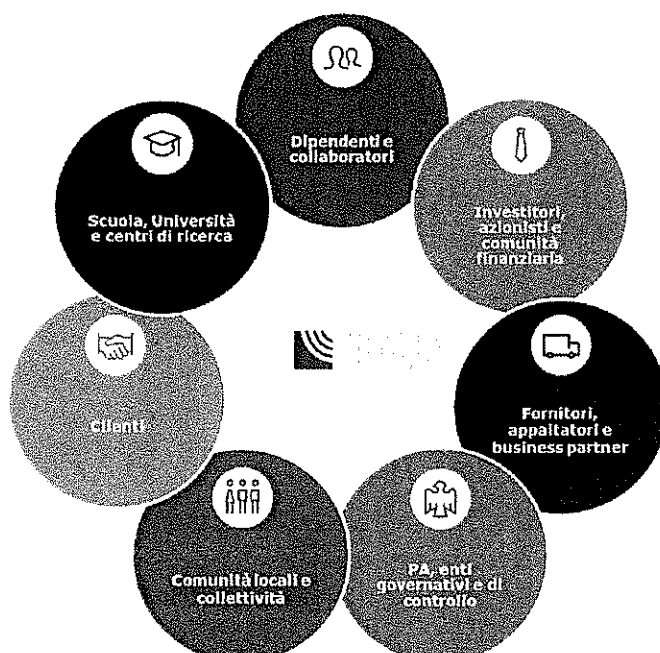 Dipendenti e
collaboratori
Investitori,
azionisti e
comunità
finanziaria
Fornitori,
appaltatori e
business partner
PA, enti
governativi e di
controllo
Comunità locali e
collettività
Clienti
Scuola, Università
e centri di ricerca